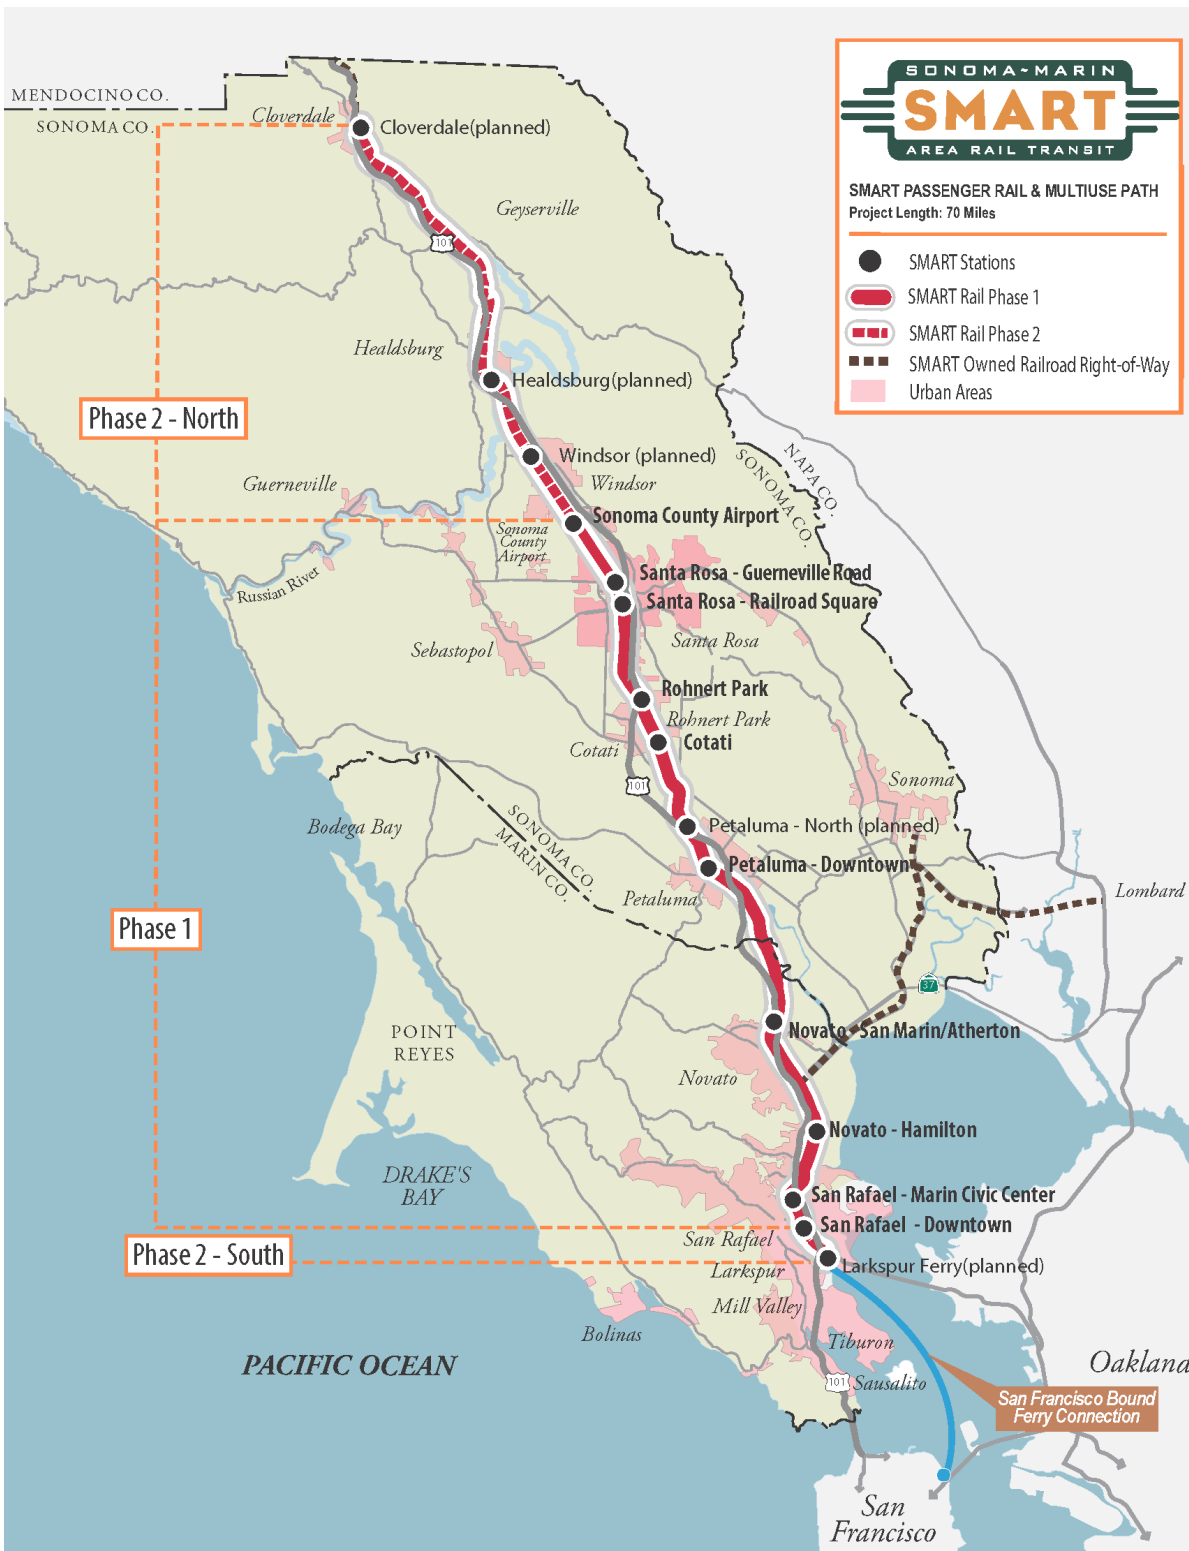 SONOMA~MARIN
SMART
AREA RAIL TRANSIT
SMART PASSENGER RAIL & MULTIUSE PATH
Project Length: 70 Miles
SMART Stations
SMART Rail Phase 1
SMART Rail Phase 2
SMART Owned Railroad Right-of-Way
Urban Areas
MENDOCINO CO.
SONOMA CO.
Cloverdale
Cloverdale(planned)
Geyserville
101
Healdsburg
Healdsburg(planned)
Phase 2 - North
Windsor (planned)
Windsor
NAPA CO.
SONOMA CO.
Guerneville
Sonoma County Airport
Sonoma
County
Airport
Russian River
Santa Rosa - Guerneville Road
Santa Rosa - Railroad Square
Santa Rosa
Sebastopol
Rohnert Park
Rohnert Park
Cotati
Cotati
101
Sonoma
Bodega Bay
SONOMA CO.
MARIN CO.
Petaluma - North (planned)
Petaluma - Downtown
Petaluma
Lombard
Phase 1
37
POINT
REYES
Novato - San Marin/Atherton
Novato
Novato - Hamilton
DRAKE'S
BAY
San Rafael - Marin Civic Center
San Rafael - Downtown
San Rafael
Phase 2 - South
Larkspur Ferry(planned)
Larkspur
Mill Valley
Bolinas
Tiburon
PACIFIC OCEAN
Oakland
101
Sausalito
San Francisco Bound
Ferry Connection
San
Francisco